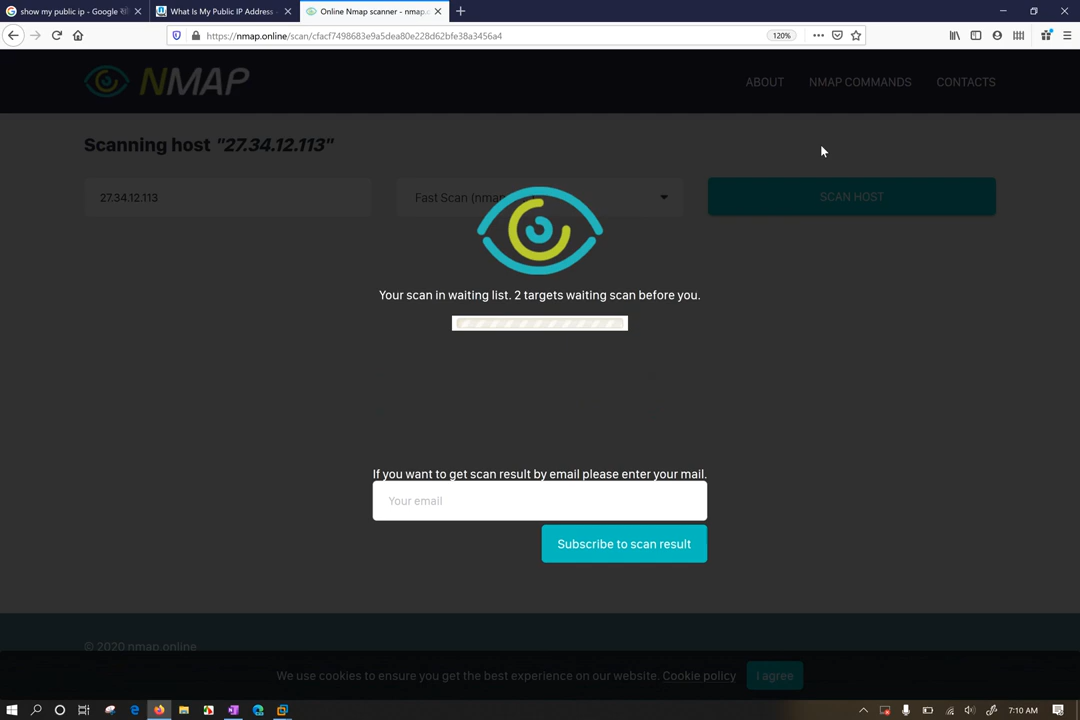 show my public ip - Google
What Is My Public IP Address -
Online Nmap scanner - nmap.
https://nmap.online/scan/cfacf7498683e9a5dea80e228d62bfe38a3456a4
120%
NMAP
ABOUT
NMAP COMMANDS
CONTACTS
Scanning host "27.34.12.113"
27.34.12.113
Fast Scan (nmap
SCAN HOST
Your scan in waiting list. 2 targets waiting scan before you.
If you want to get scan result by email please enter your mail.
Your email
Subscribe to scan result
© 2020 nmap.online
We use cookies to ensure you get the best experience on our website. Cookie policy
I agree
7:10 AM